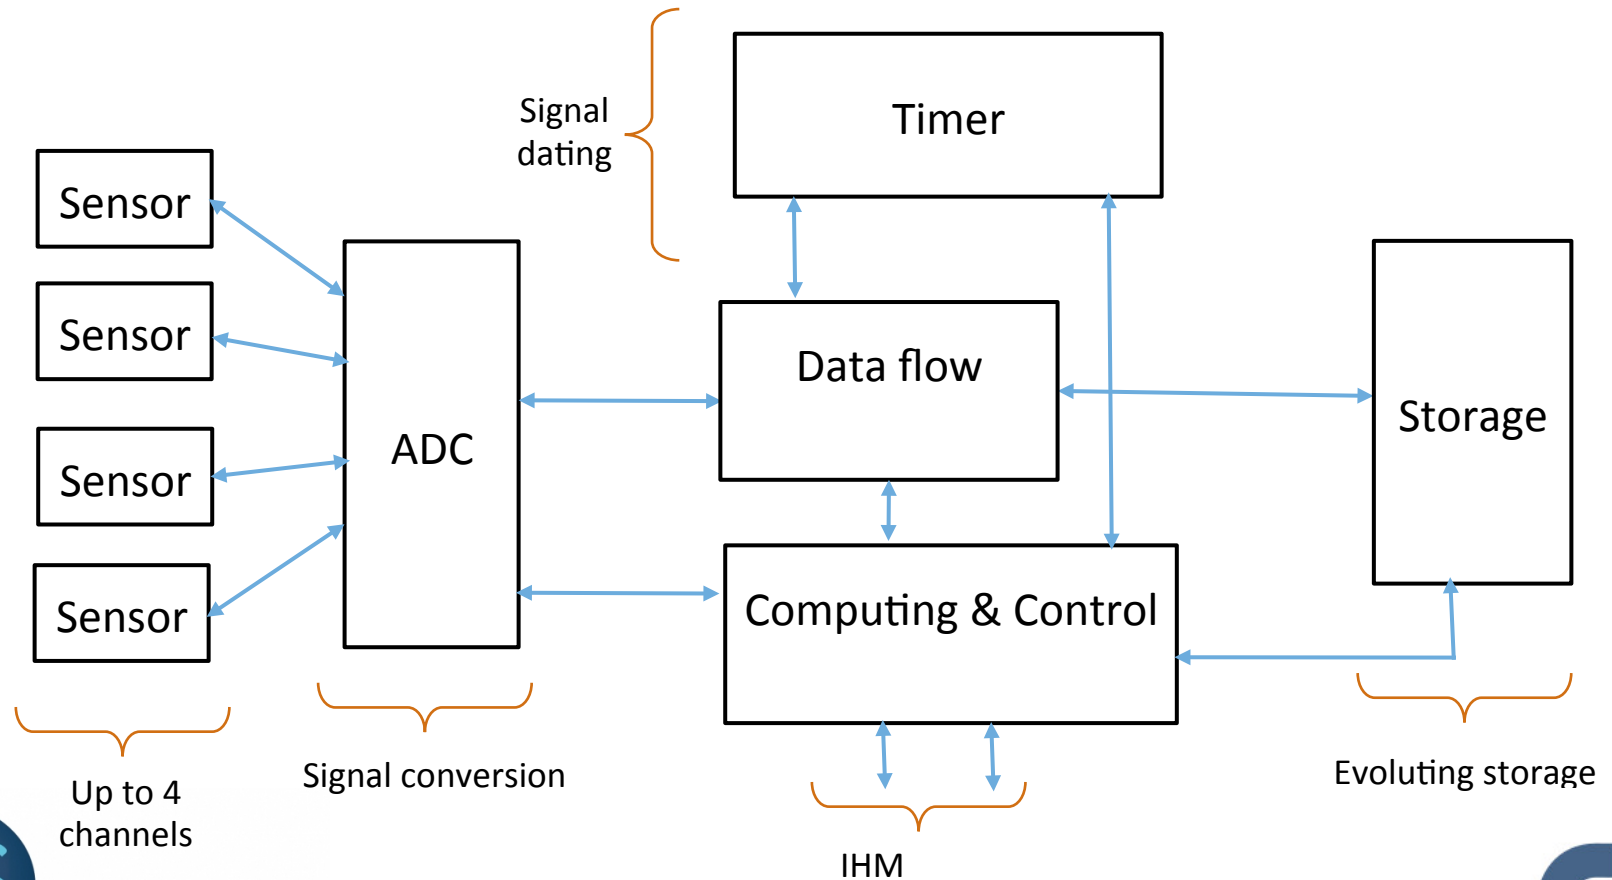 Signal
dating
Timer
Sensor
Sensor
Sensor
Sensor
ADC
Data flow
Storage
Computing & Control
Up to 4
channels
Signal conversion
IHM
Evoluting storage